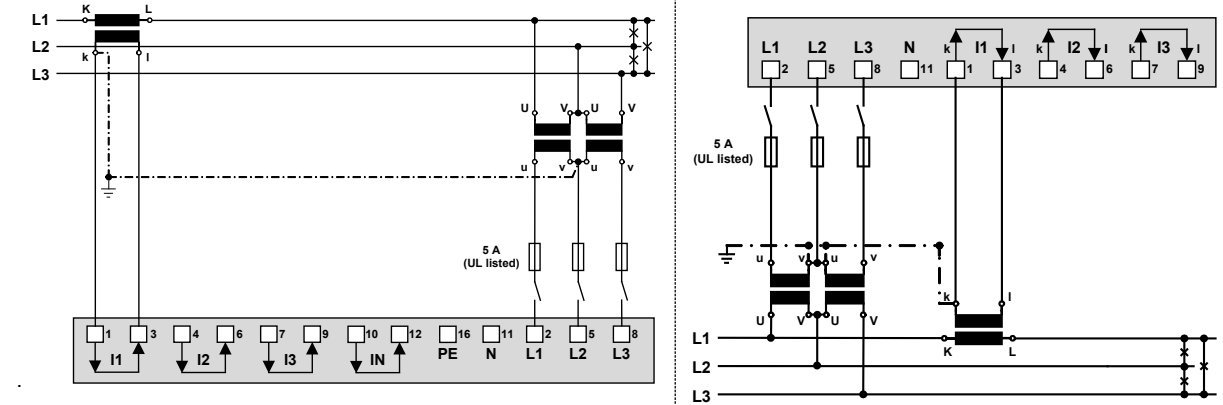 K L
L1
L2
k l
L3
U V U V
u v u v
5 A
(UL listed)
1 3 4 6 7 9 10 12 16 11 2 5 8
I1 I2 I3 IN PE N L1 L2 L3
.
L1 L2 L3 N k I1 l k I2 l k I3 l
2 5 8 11 1 3 4 6 7 9
5 A
(UL listed)
u v u v
k l
U V U V
L1
K L
L2
L3